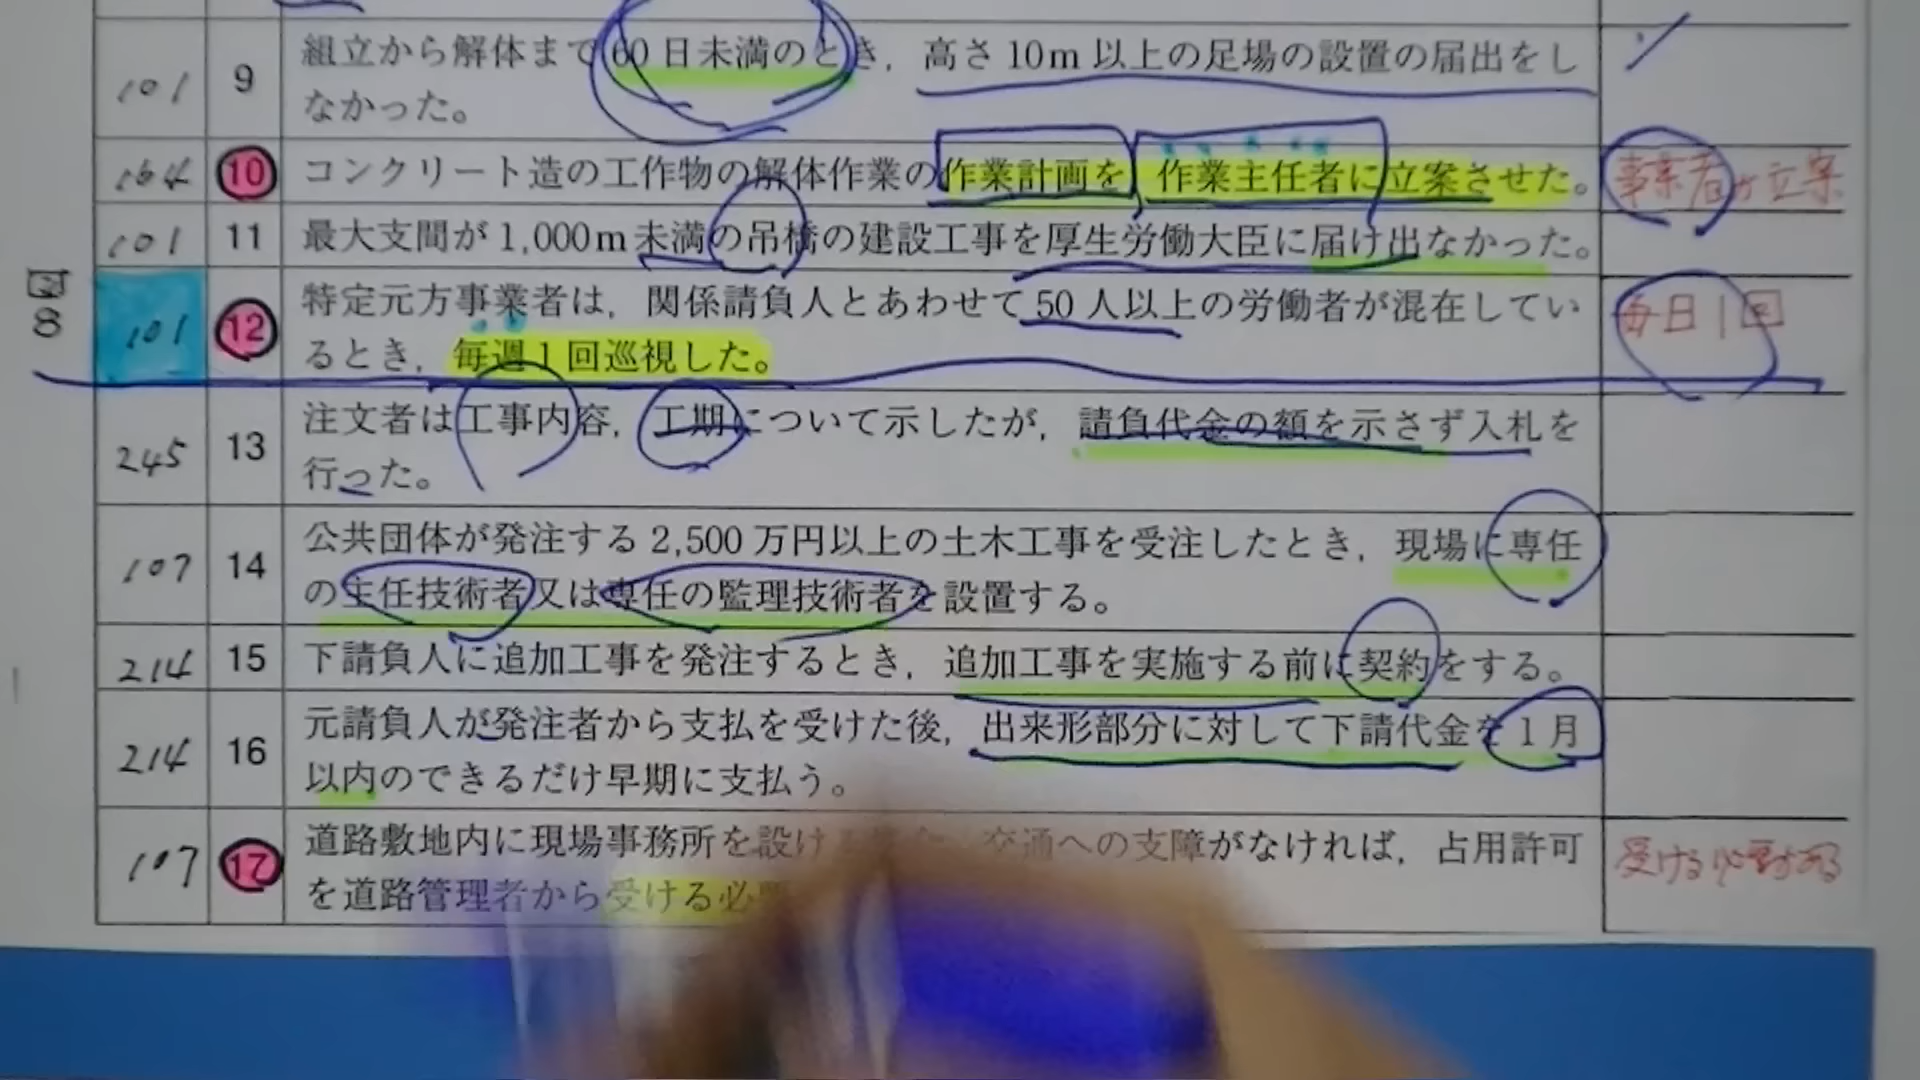 101 9 組立から解体まで60日未満のとき，高さ10m以上の足場の設置の届出をし
なかった。
164 10 コンクリート造の工作物の解体作業の作業計画を，作業主任者に立案させた。 事業者が立案
101 11 最大支間が1,000m未満の吊橋の建設工事を厚生労働大臣に届け出なかった。
101 12 特定元方事業者は，関係請負人とあわせて50人以上の労働者が混在してい 毎日1回
るとき，毎週1回巡視した。
8
245 13 注文者は工事内容，工期について示したが，請負代金の額を示さず入札を
行った。
107 14 公共団体が発注する2,500万円以上の土木工事を受注したとき，現場に専任
の主任技術者又は専任の監理技術者を設置する。
214 15 下請負人に追加工事を発注するとき，追加工事を実施する前に契約をする。
214 16 元請負人が発注者から支払を受けた後，出来形部分に対して下請代金を1月
以内のできるだけ早期に支払う。
107 17 道路敷地内に現場事務所を設け 交通への支障がなければ，占用許可 受ける必要がある
を道路管理者から受ける必